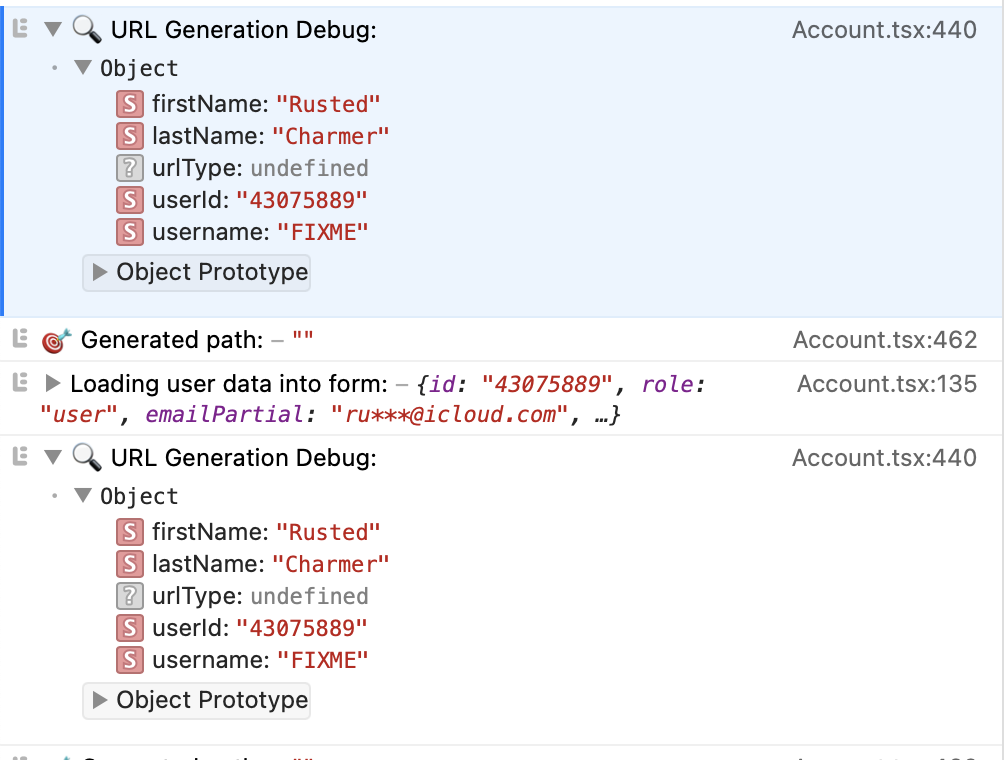 URL Generation Debug: Account.tsx:440
Object
S firstName: "Rusted"
S lastName: "Charmer"
? urlType: undefined
S userId: "43075889"
S username: "FIXME"
Object Prototype
Generated path: – "" Account.tsx:462
Loading user data into form: – {id: "43075889", role: Account.tsx:135
"user", emailPartial: "ru***@icloud.com", …}
URL Generation Debug: Account.tsx:440
Object
S firstName: "Rusted"
S lastName: "Charmer"
? urlType: undefined
S userId: "43075889"
S username: "FIXME"
Object Prototype